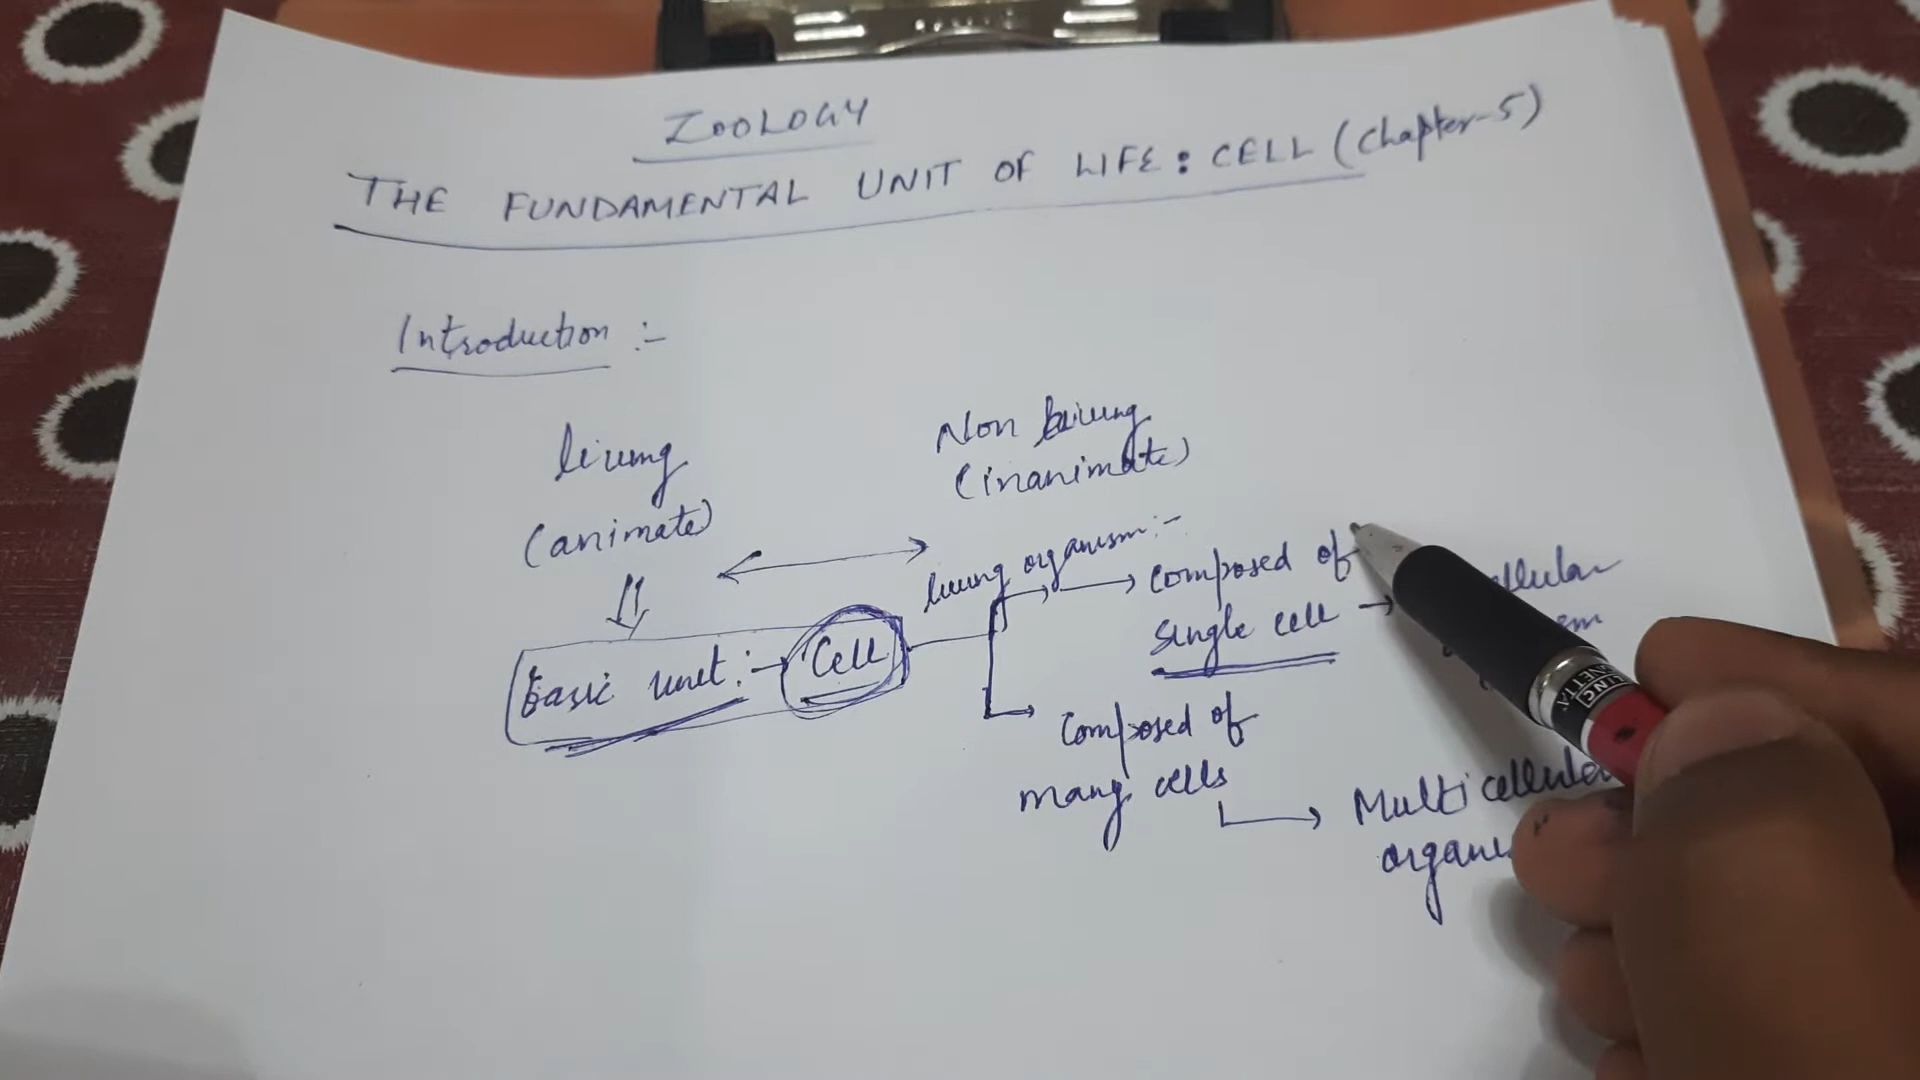 ZOOLOGY
THE FUNDAMENTAL UNIT OF LIFE: CELL (Chapter-5)
Introduction :-
living
(animate)
Non living
(inanimate)
living organism:-
Basic unit:- Cell
Composed of
single cell
Composed of
many cells
Multicellular